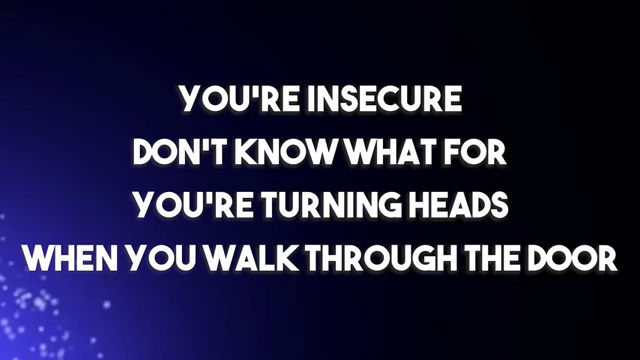 YOU'RE INSECURE
DON'T KNOW WHAT FOR
YOU'RE TURNING HEADS
WHEN YOU WALK THROUGH THE DOOR